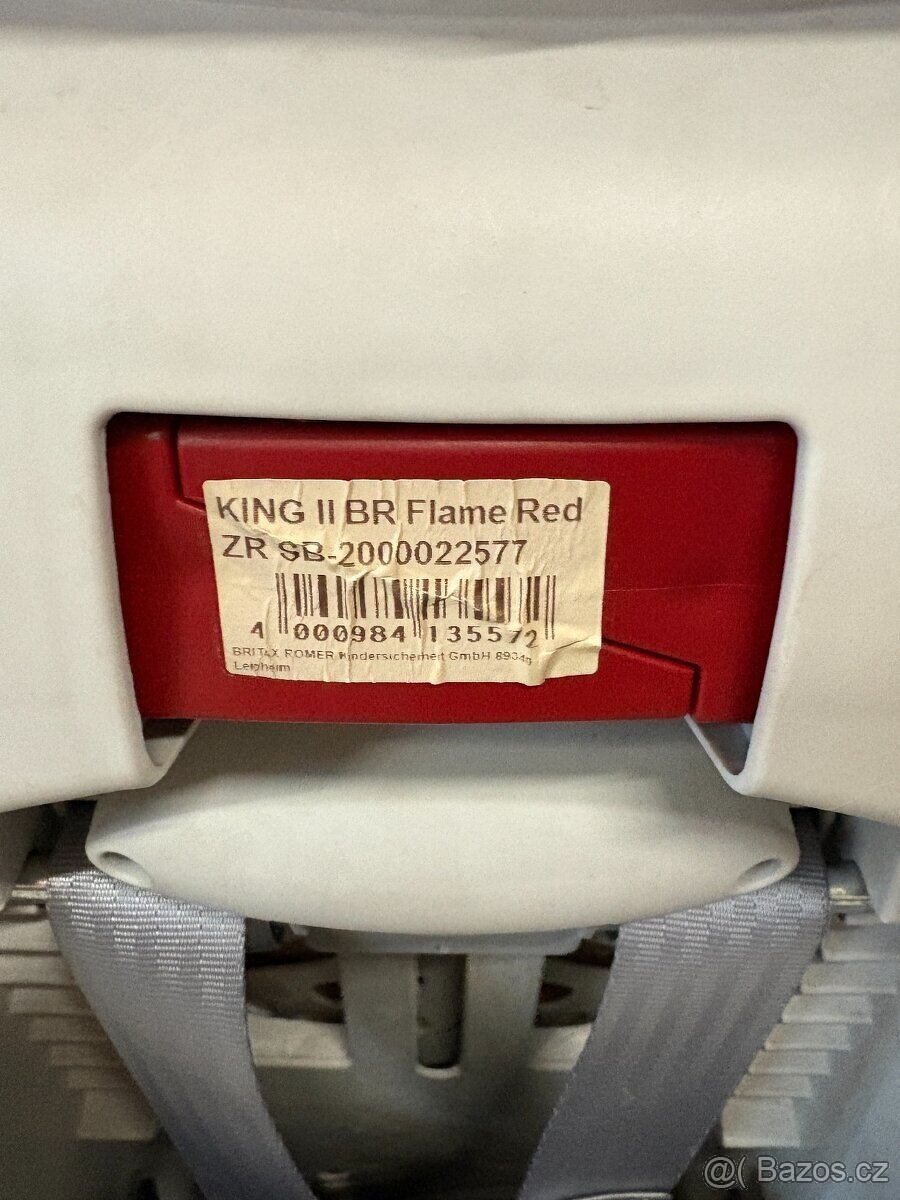 KING II BR Flame Red
ZR SB-2000022577
4 000984 135572
BRITAX RÖMER Kindersicherheit GmbH
Leipheim
@( Bazos.cz